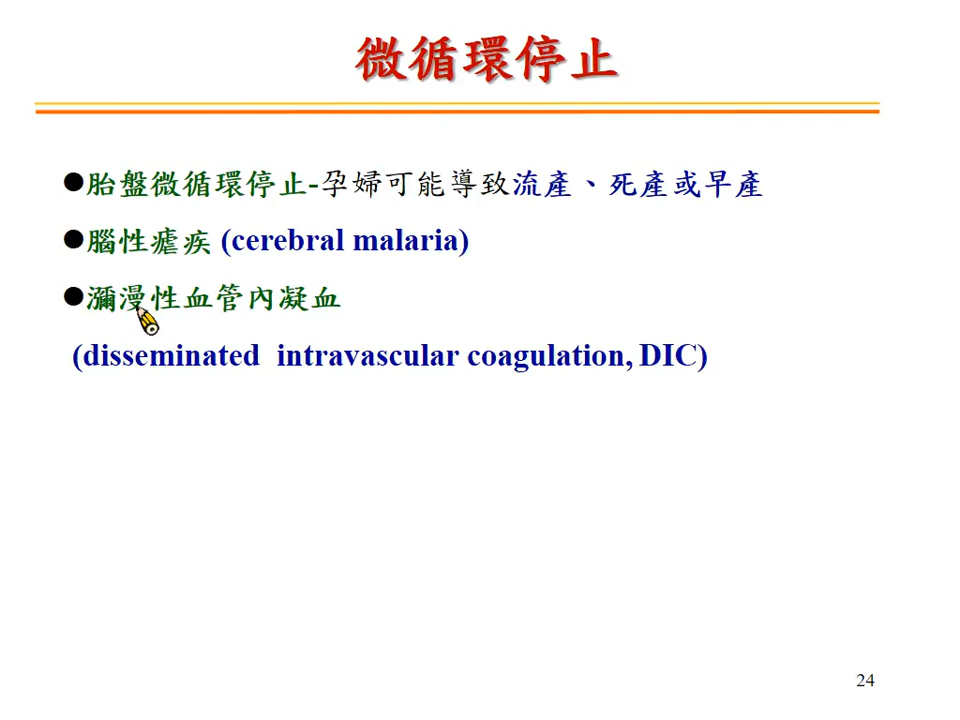 微循環停止
●胎盤微循環停止-孕婦可能導致流產、死產或早產
●腦性瘧疾 (cerebral malaria)
●瀰漫性血管內凝血
(disseminated intravascular coagulation, DIC)
24